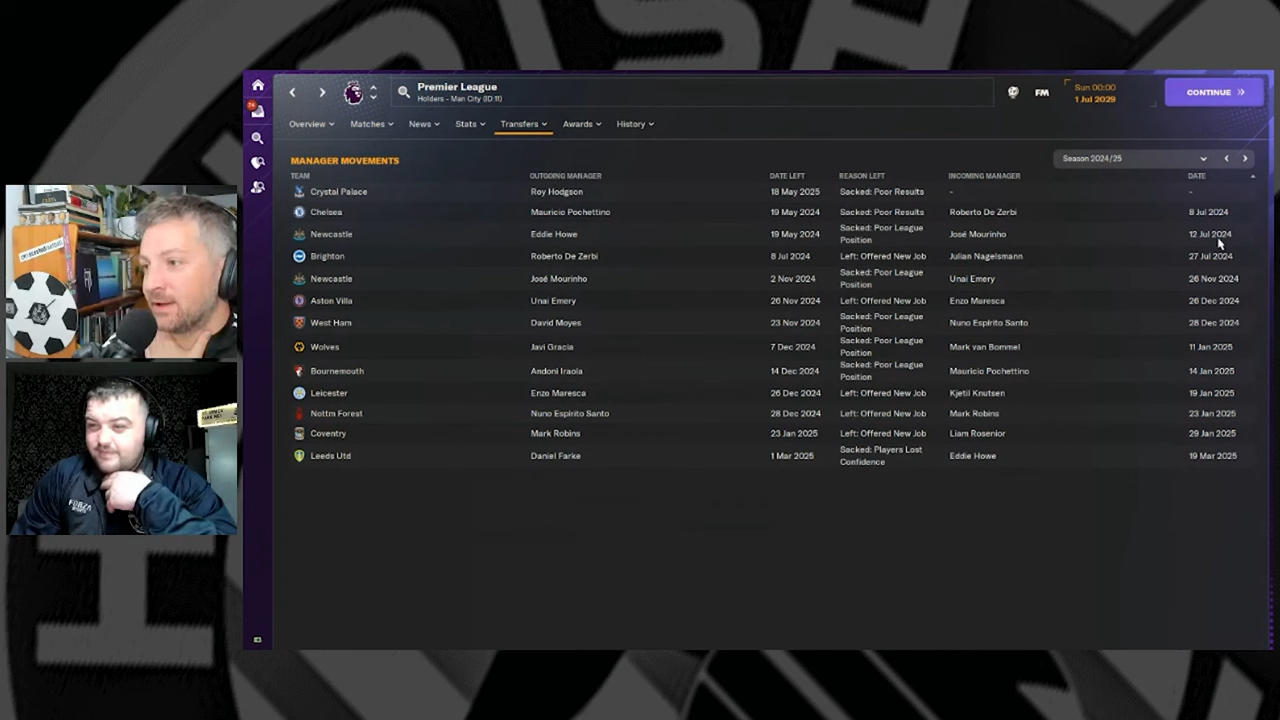 Premier League
Holders - Man City (ID:11)
FM
Sun 00:00
1 Jul 2029
CONTINUE
Overview Matches News Stats Transfers Awards History
MANAGER MOVEMENTS
Season 2024/25
TEAM OUTGOING MANAGER DATE LEFT REASON LEFT INCOMING MANAGER DATE
Crystal Palace Roy Hodgson 18 May 2025 Sacked: Poor Results - -
Chelsea Mauricio Pochettino 19 May 2024 Sacked: Poor Results Roberto De Zerbi 8 Jul 2024
Newcastle Eddie Howe 19 May 2024 Sacked: Poor League Position José Mourinho 12 Jul 2024
Brighton Roberto De Zerbi 8 Jul 2024 Left: Offered New Job Julian Nagelsmann 27 Jul 2024
Newcastle José Mourinho 2 Nov 2024 Sacked: Poor League Position Unai Emery 26 Nov 2024
Aston Villa Unai Emery 26 Nov 2024 Left: Offered New Job Enzo Maresca 26 Dec 2024
West Ham David Moyes 23 Nov 2024 Sacked: Poor League Position Nuno Espírito Santo 28 Dec 2024
Wolves Javi Gracia 7 Dec 2024 Sacked: Poor League Position Mark van Bommel 11 Jan 2025
Bournemouth Andoni Iraola 14 Dec 2024 Sacked: Poor League Position Mauricio Pochettino 14 Jan 2025
Leicester Enzo Maresca 26 Dec 2024 Left: Offered New Job Kjetil Knutsen 19 Jan 2025
Nottm Forest Nuno Espírito Santo 28 Dec 2024 Left: Offered New Job Mark Robins 23 Jan 2025
Coventry Mark Robins 23 Jan 2025 Left: Offered New Job Liam Rosenior 29 Jan 2025
Leeds Utd Daniel Farke 1 Mar 2025 Sacked: Players Lost Confidence Eddie Howe 19 Mar 2025
FORZA